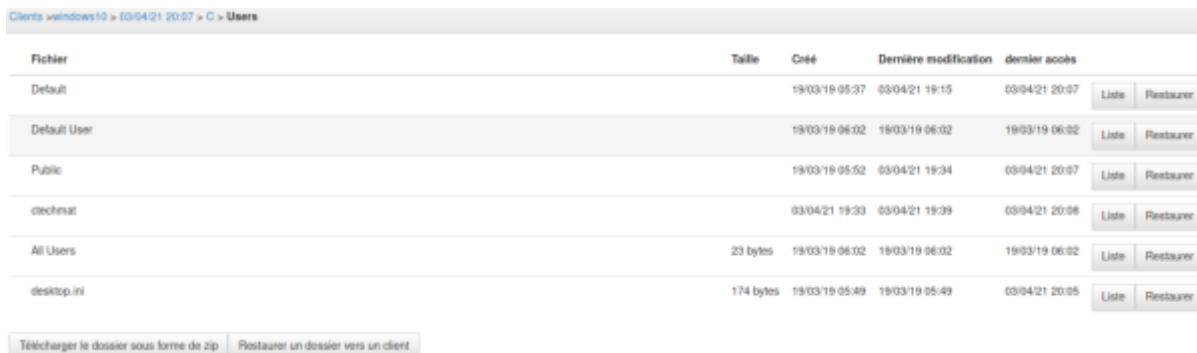 Clients >windows10 > 03/04/21 20:07 > C > Users
Fichier Taille Créé Dernière modification dernier accès
Default 19/03/19 05:37 03/04/21 19:15 03/04/21 20:07 Liste Restaurer
Default User 19/03/19 06:02 19/03/19 06:02 19/03/19 06:02 Liste Restaurer
Public 19/03/19 05:52 03/04/21 19:34 03/04/21 20:07 Liste Restaurer
ctechmat 03/04/21 19:33 03/04/21 19:39 03/04/21 20:08 Liste Restaurer
All Users 23 bytes 19/03/19 06:02 19/03/19 06:02 19/03/19 06:02 Liste Restaurer
desktop.ini 174 bytes 19/03/19 05:49 19/03/19 05:49 03/04/21 20:05 Liste Restaurer
Télécharger le dossier sous forme de zip Restaurer un dossier vers un client